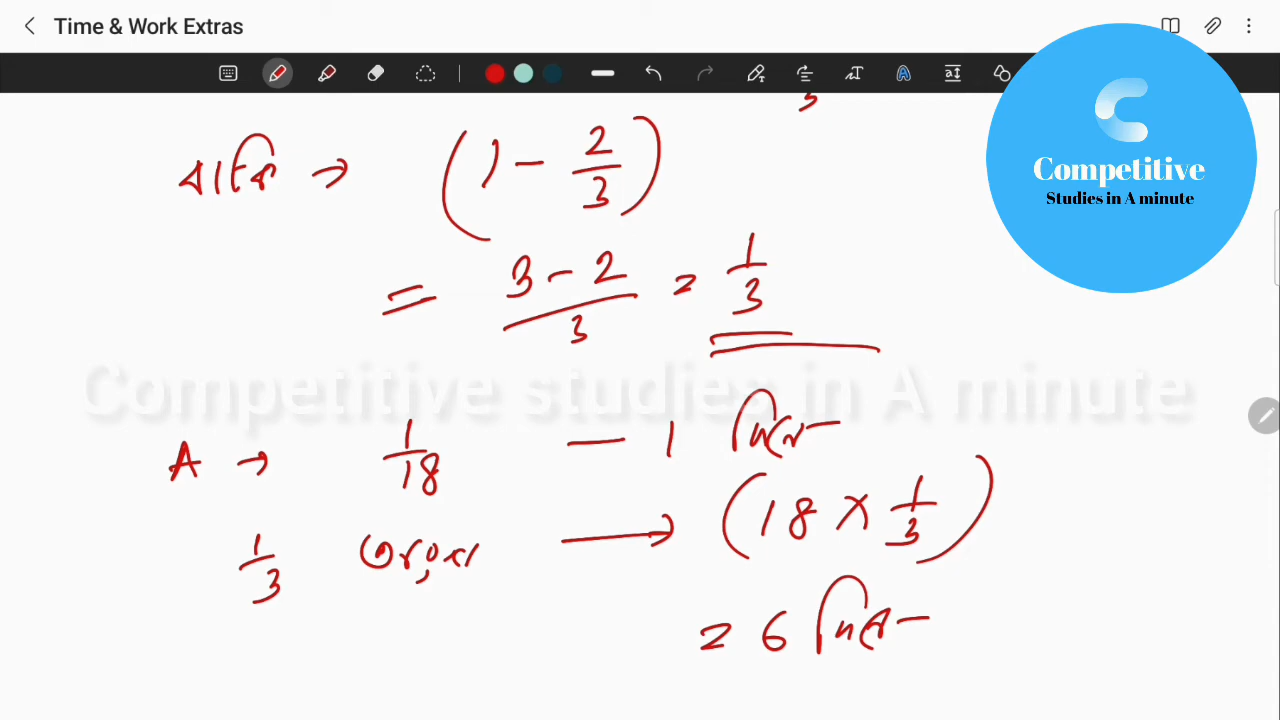 Time & Work Extras
Competitive
Studies in A minute
3
বাকি → (1 - 2/3)
= 3 - 2/3 = 1/3
Competitive studies in A minute
A → 1/18 — 1 দিনে
1/3 অংশ → (18 × 1/3)
= 6 দিনে